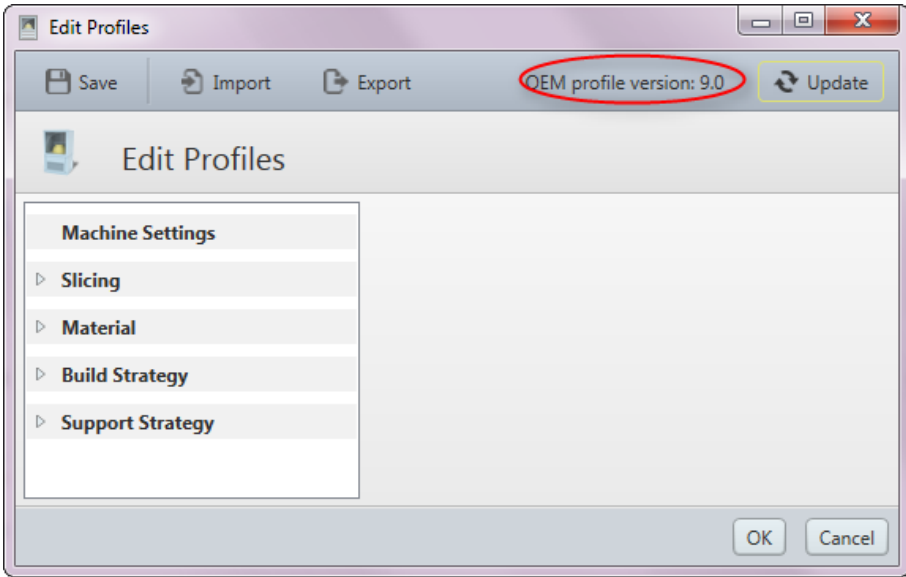 Edit Profiles
Save Import Export OEM profile version: 9.0 Update
Edit Profiles
Machine Settings
Slicing
Material
Build Strategy
Support Strategy
OK Cancel